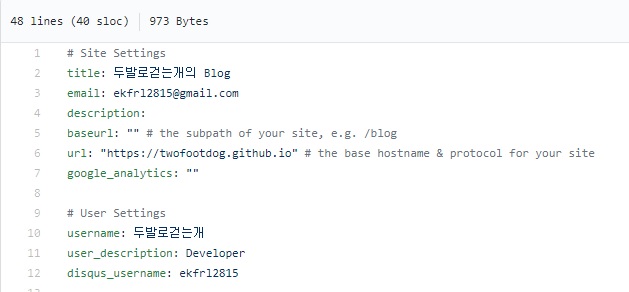 48 lines (40 sloc) 973 Bytes
1 # Site Settings
2 title: 두발로걷는개의 Blog
3 email: ekfrl2815@gmail.com
4 description:
5 baseurl: "" # the subpath of your site, e.g. /blog
6 url: "https://twofootdog.github.io" # the base hostname & protocol for your site
7 google_analytics: ""
8
9 # User Settings
10 username: 두발로걷는개
11 user_description: Developer
12 disqus_username: ekfrl2815